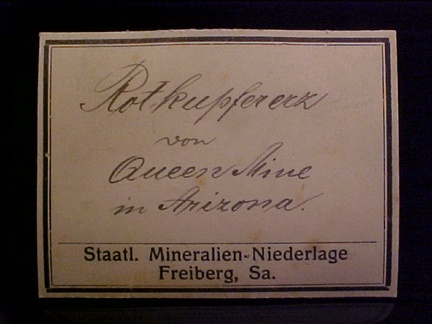 Rotkupfererz
von
Queen Mine
in Arizona.
Staatl. Mineralien-Niederlage
Freiberg, Sa.